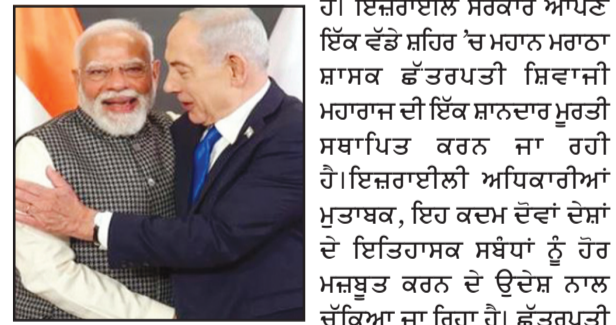 ਹੈ। ਇਜ਼ਰਾਈਲ ਸਰਕਾਰ ਆਪਣੇ
ਇੱਕ ਵੱਡੇ ਸ਼ਹਿਰ ’ਚ ਮਹਾਨ ਮਰਾਠਾ
ਸ਼ਾਸਕ ਛੱਤਰਪਤੀ ਸ਼ਿਵਾਜੀ
ਮਹਾਰਾਜ ਦੀ ਇੱਕ ਸ਼ਾਨਦਾਰ ਮੂਰਤੀ
ਸਥਾਪਿਤ ਕਰਨ ਜਾ ਰਹੀ
ਹੈ।ਇਜ਼ਰਾਈਲੀ ਅਧਿਕਾਰੀਆਂ
ਮੁਤਾਬਕ, ਇਹ ਕਦਮ ਦੋਵਾਂ ਦੇਸ਼ਾਂ
ਦੇ ਇਤਿਹਾਸਕ ਸਬੰਧਾਂ ਨੂੰ ਹੋਰ
ਮਜ਼ਬੂਤ ਕਰਨ ਦੇ ਉਦੇਸ਼ ਨਾਲ
ਚੁੱਕਿਆ ਜਾ ਰਿਹਾ ਹੈ। ਛੱਤਰਪਤੀ